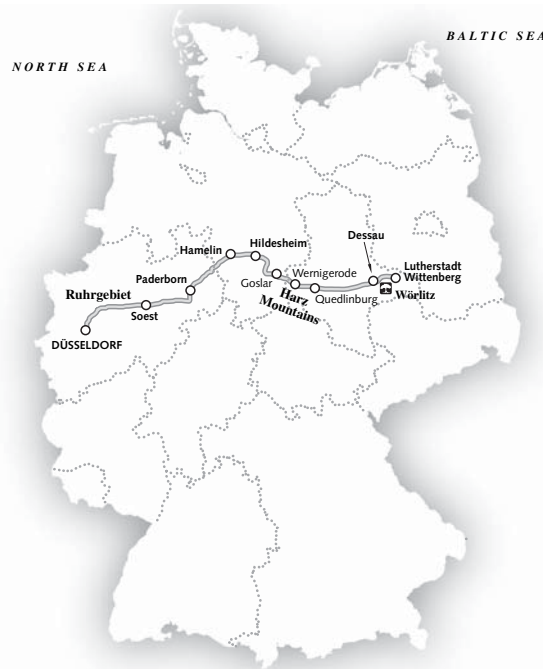 BALTIC SEA
NORTH SEA
Dessau
Hamelin
Hildesheim
Lutherstadt
Wittenberg
Wernigerode
Paderborn
Goslar
Ruhrgebiet
Harz
Mountains
Quedlinburg
Wörlitz
Soest
DÜSSELDORF